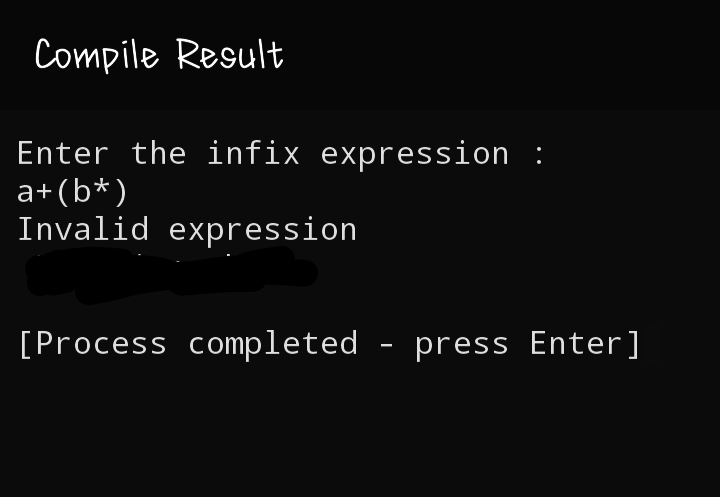 Compile Result
Enter the infix expression :
a+(b*)
Invalid expression
[Process completed - press Enter]